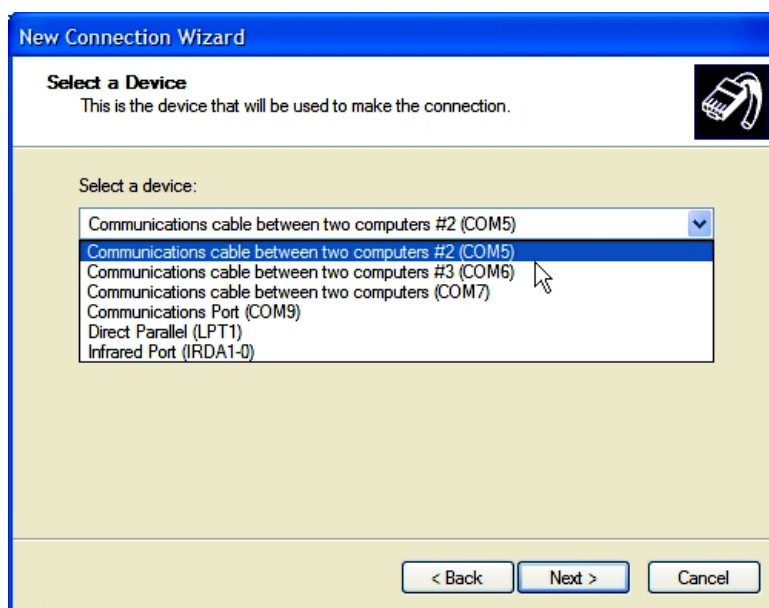 New Connection Wizard
Select a Device
This is the device that will be used to make the connection.
Select a device:
Communications cable between two computers #2 (COM5)
Communications cable between two computers #2 (COM5)
Communications cable between two computers #3 (COM6)
Communications cable between two computers (COM7)
Communications Port (COM9)
Direct Parallel (LPT1)
Infrared Port (IRDA1-0)
< Back Next > Cancel